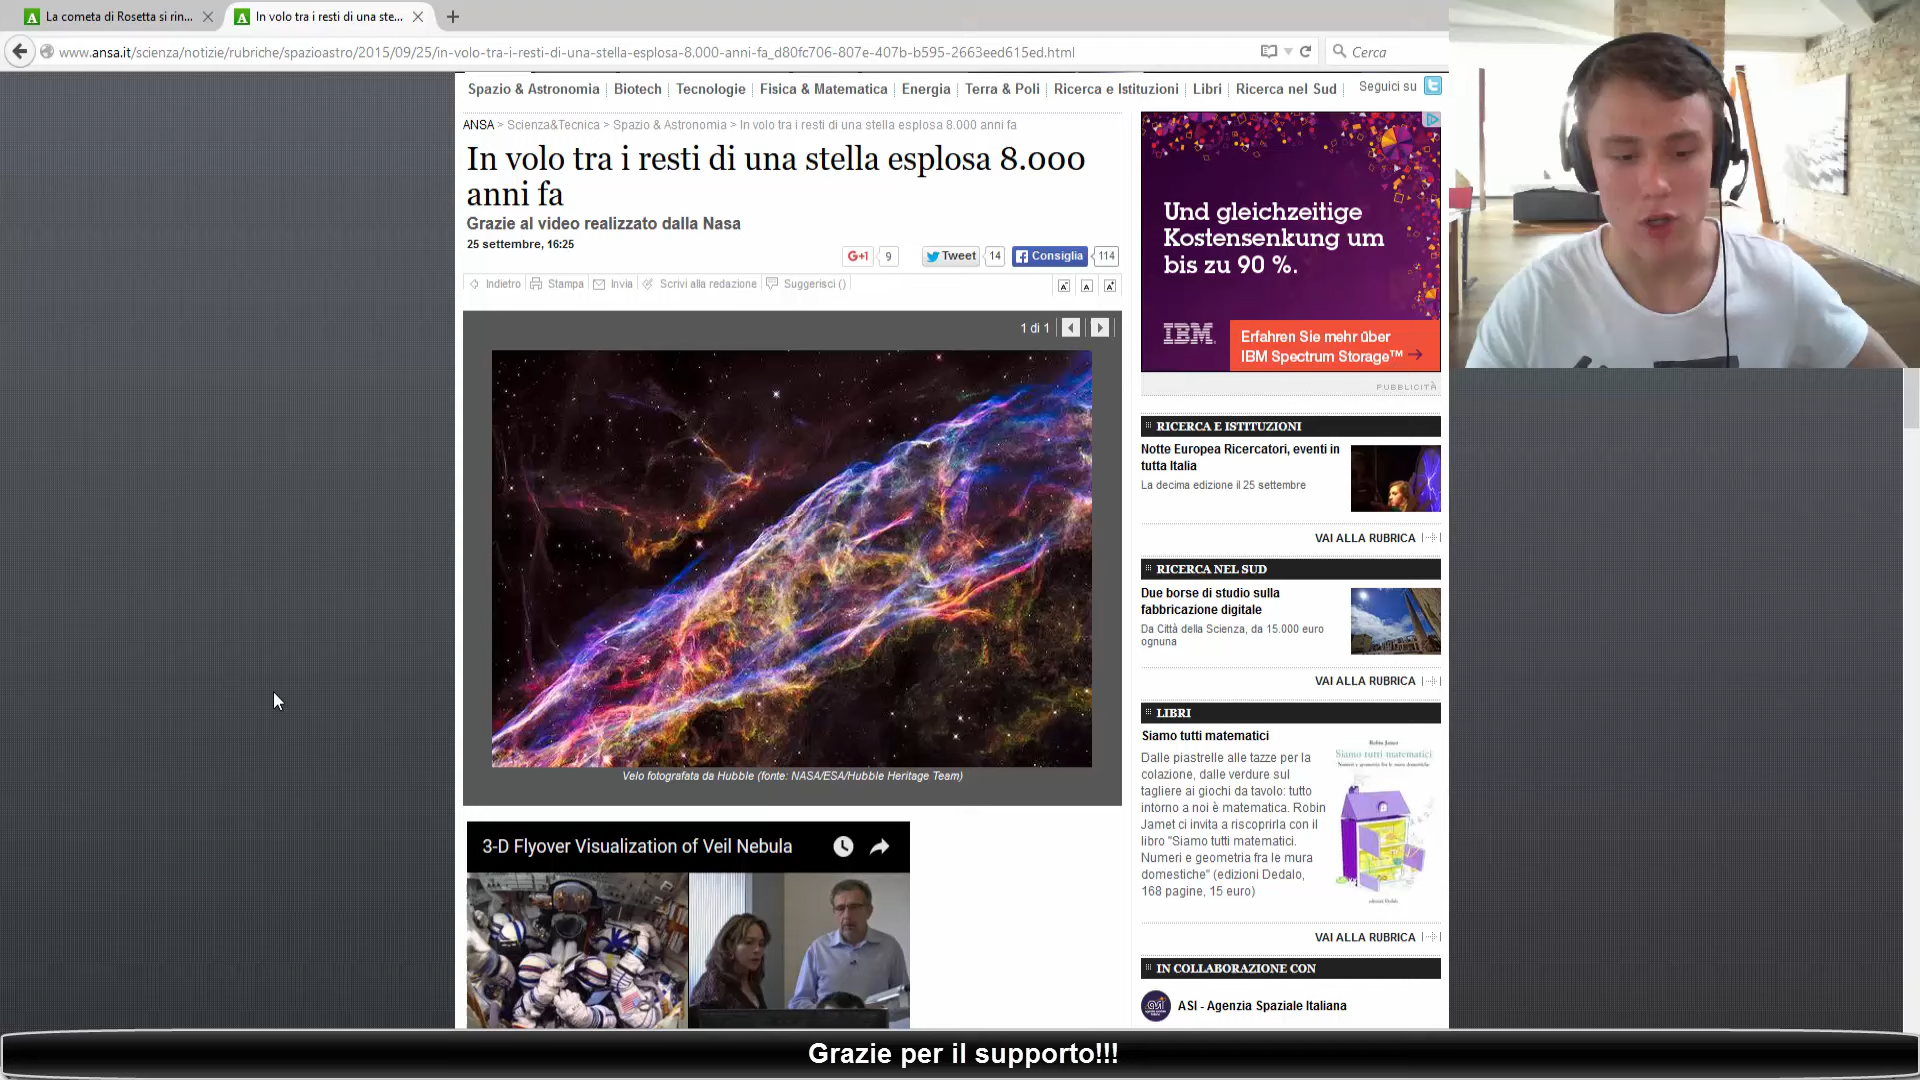 La cometa di Rosetta si rin...
In volo tra i resti di una ste...
www.ansa.it/scienza/notizie/rubriche/spazioastro/2015/09/25/in-volo-tra-i-resti-di-una-stella-esplosa-8.000-anni-fa_d80fc706-807e-407b-b595-2663eed615ed.html
Cerca
Spazio & Astronomia
Biotech
Tecnologie
Fisica & Matematica
Energia
Terra & Poli
Ricerca e Istituzioni
Libri
Ricerca nel Sud
Seguici su
ANSA > Scienza&Tecnica > Spazio & Astronomia > In volo tra i resti di una stella esplosa 8.000 anni fa
In volo tra i resti di una stella esplosa 8.000
anni fa
Grazie al video realizzato dalla Nasa
25 settembre, 16:25
G+1
9
Tweet
14
Consiglia
114
Indietro
Stampa
Invia
Scrivi alla redazione
Suggerisci ()
A
A
A
1 di 1
Velo fotografata da Hubble (fonte: NASA/ESA/Hubble Heritage Team)
3-D Flyover Visualization of Veil Nebula
Und gleichzeitige
Kostensenkung um
bis zu 90 %.
IBM.
Erfahren Sie mehr über
IBM Spectrum Storage™ →
PUBBLICITÀ
RICERCA E ISTITUZIONI
Notte Europea Ricercatori, eventi in
tutta Italia
La decima edizione il 25 settembre
VAI ALLA RUBRICA
RICERCA NEL SUD
Due borse di studio sulla
fabbricazione digitale
Da Città della Scienza, da 15.000 euro
ognuna
VAI ALLA RUBRICA
LIBRI
Siamo tutti matematici
Dalle piastrelle alle tazze per la
colazione, dalle verdure sul
tagliere ai giochi da tavolo: tutto
intorno a noi è matematica. Robin
Jamet ci invita a riscoprirla con il
libro "Siamo tutti matematici.
Numeri e geometria fra le mura
domestiche" (edizioni Dedalo,
168 pagine, 15 euro)
Robin Jamet
Siamo tutti matematici
Numeri e geometria fra le mura domestiche
VAI ALLA RUBRICA
IN COLLABORAZIONE CON
ASI - Agenzia Spaziale Italiana
Grazie per il supporto!!!